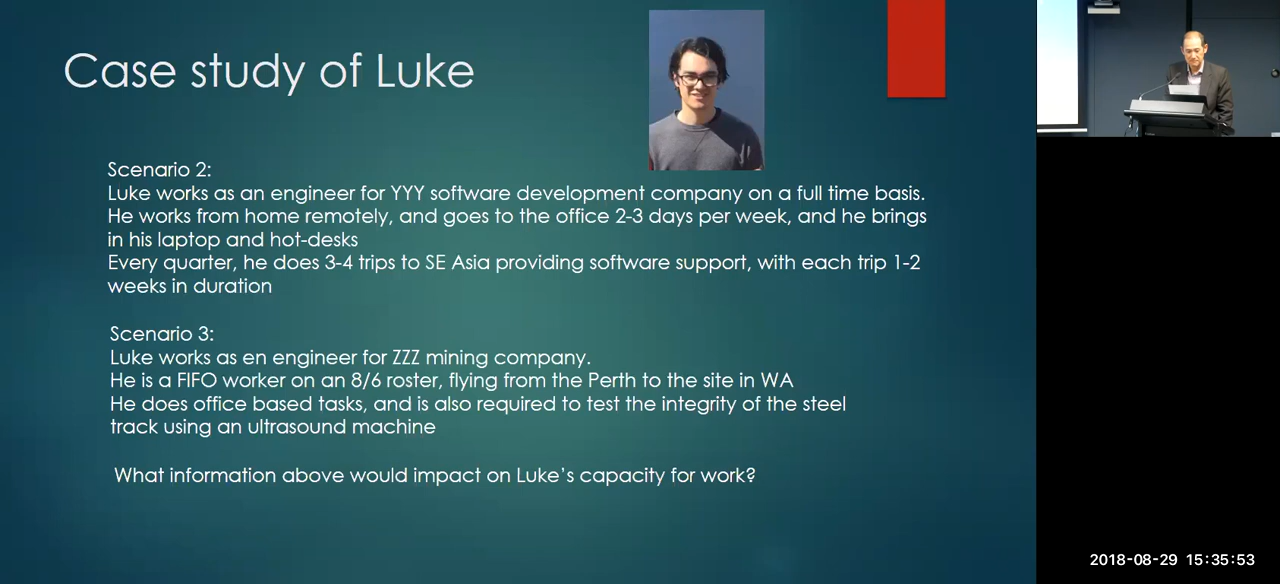 Case study of Luke
Scenario 2:
Luke works as an engineer for YYY software development company on a full time basis.
He works from home remotely, and goes to the office 2-3 days per week, and he brings
in his laptop and hot-desks
Every quarter, he does 3-4 trips to SE Asia providing software support, with each trip 1-2
weeks in duration
Scenario 3:
Luke works as en engineer for ZZZ mining company.
He is a FIFO worker on an 8/6 roster, flying from the Perth to the site in WA
He does office based tasks, and is also required to test the integrity of the steel
track using an ultrasound machine
What information above would impact on Luke's capacity for work?
2018-08-29 15:35:53